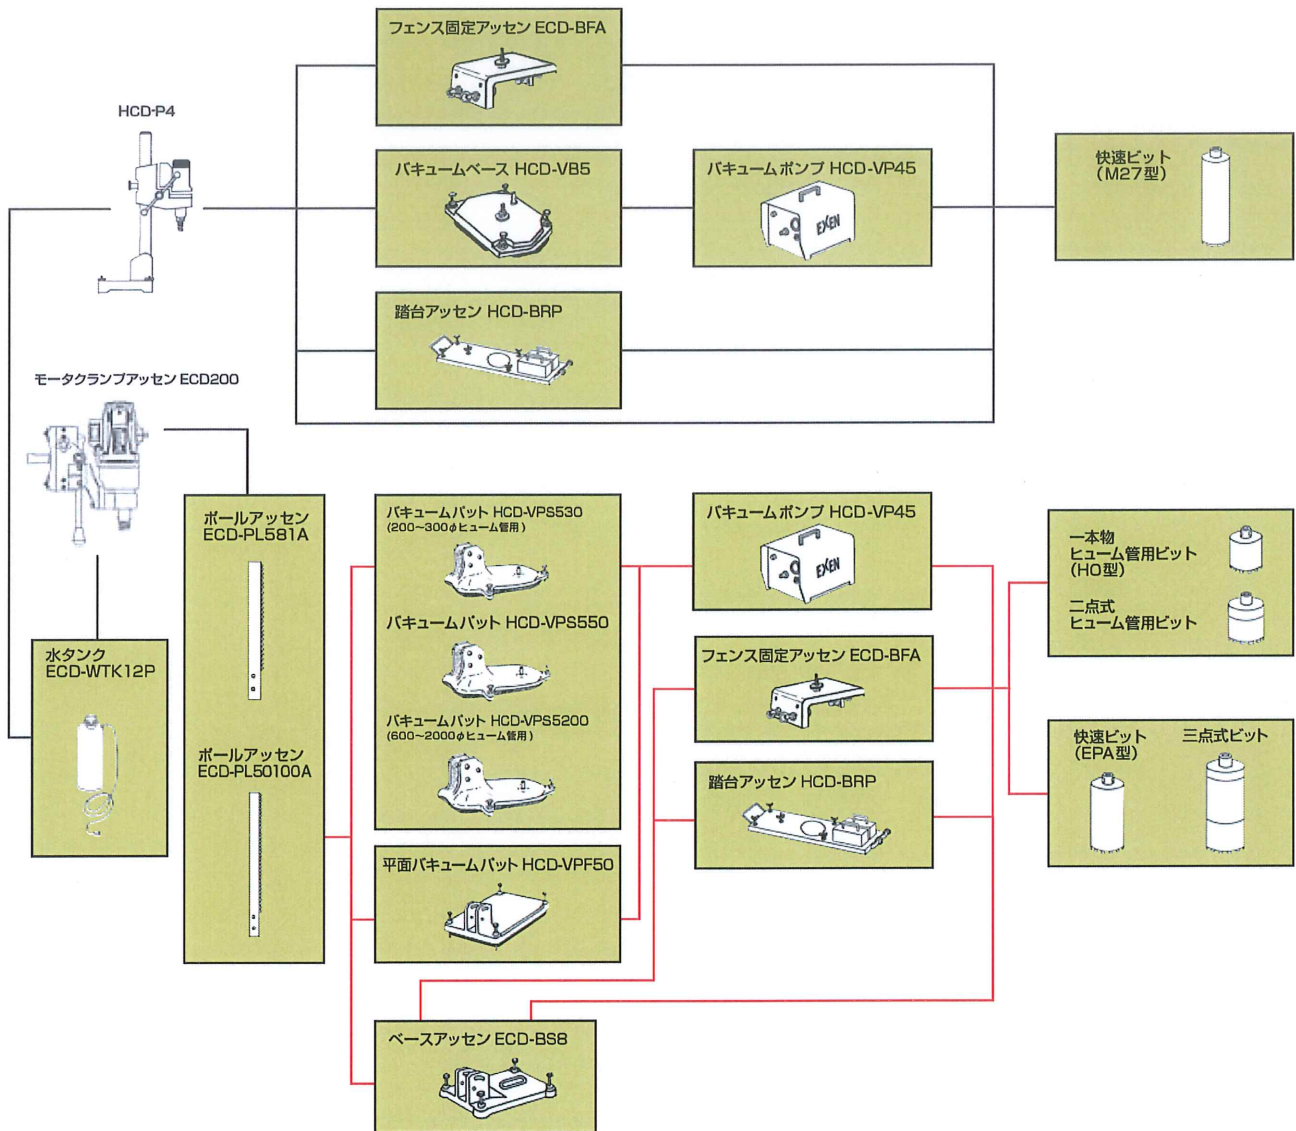 フェンス固定アッセン ECD-BFA
HCD-P4
バキュームベース HCD-VB5
バキュームポンプ HCD-VP45
EXEN
快速ビット
(M27型)
踏台アッセン HCD-BRP
モータクランプアッセン ECD200
ポールアッセン
ECD-PL581A
ポールアッセン
ECD-PL50100A
水タンク
ECD-WTK12P
バキュームパット HCD-VPS530
(200～300φヒューム管用)
バキュームパット HCD-VPS550
バキュームパット HCD-VPS5200
(600～2000φヒューム管用)
平面バキュームパット HCD-VPF50
ベースアッセン ECD-BS8
バキュームポンプ HCD-VP45
EXEN
フェンス固定アッセン ECD-BFA
踏台アッセン HCD-BRP
一本物
ヒューム管用ビット
(HO型)
二点式
ヒューム管用ビット
快速ビット
(EPA型)
三点式ビット